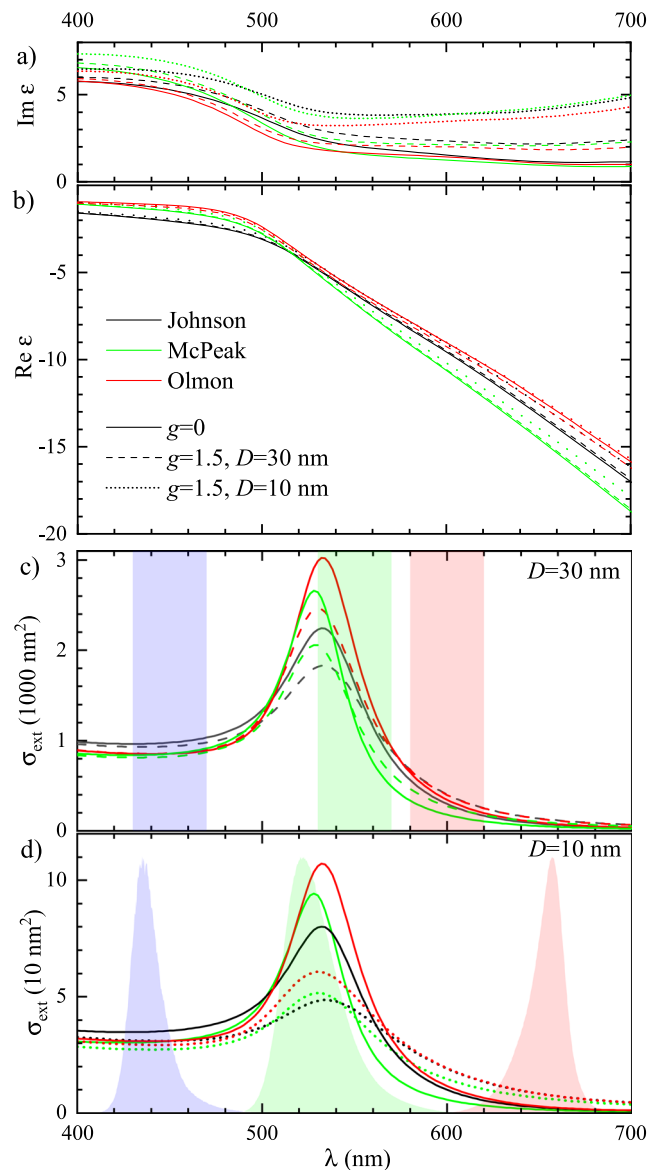 400 500 600 700
a)
5
0
Im ε
b)
-5
-10
-15
-20
Re ε
Johnson
McPeak
Olmon
g=0
g=1.5, D=30 nm
g=1.5, D=10 nm
c)
D=30 nm
3
2
1
0
σext (1000 nm²)
d)
D=10 nm
10
5
0
σext (10 nm²)
400 500 600 700
λ (nm)